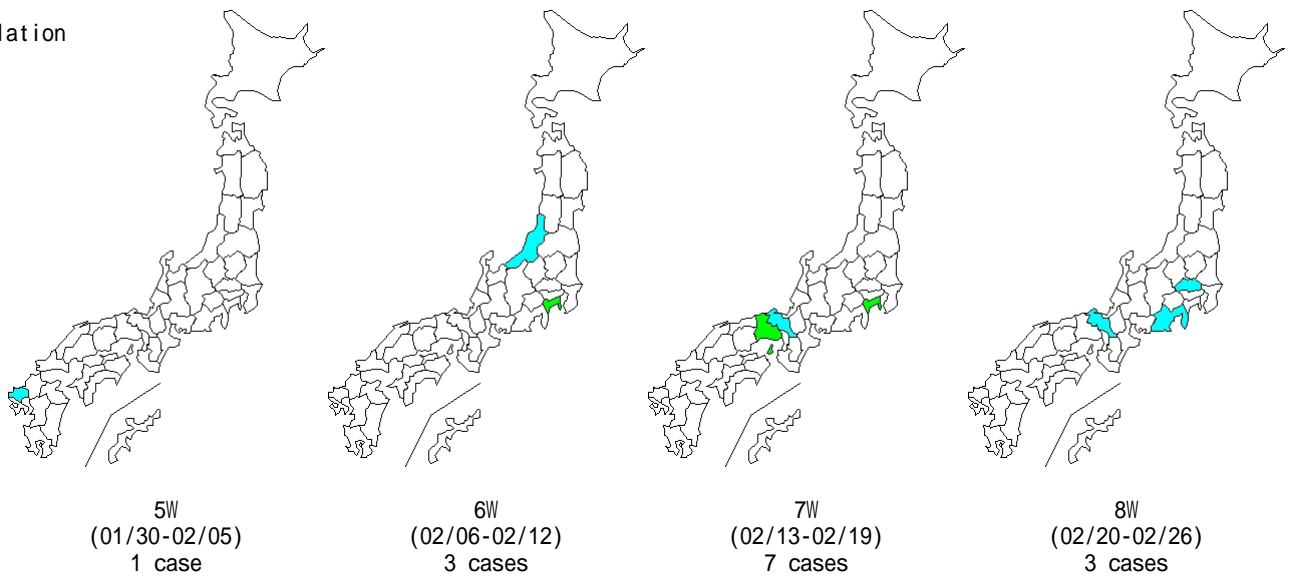 5W
(01/30-02/05)
1 case
6W
(02/06-02/12)
3 cases
7W
(02/13-02/19)
7 cases
8W
(02/20-02/26)
3 cases